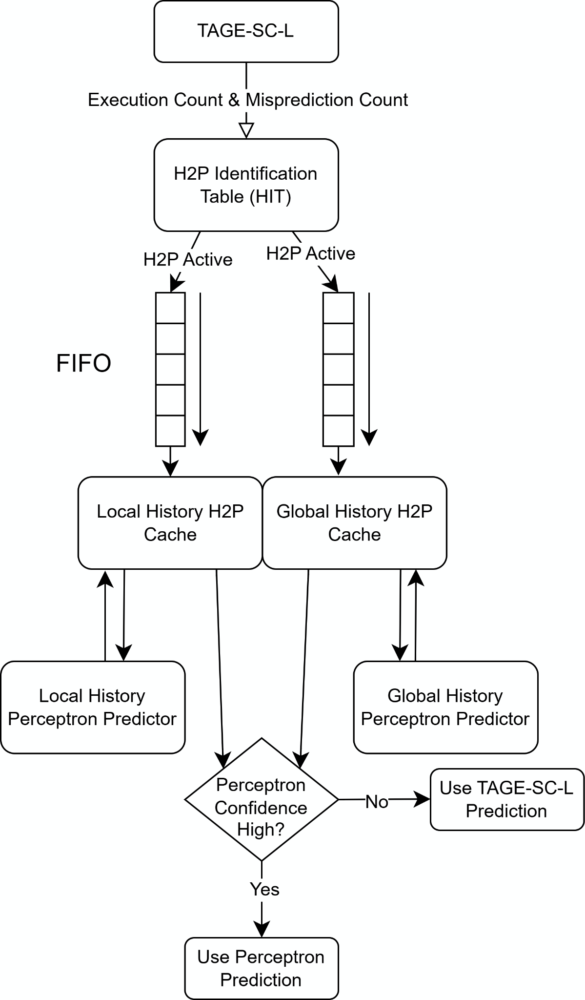 TAGE-SC-L
Execution Count & Misprediction Count
H2P Identification
Table (HIT)
H2P Active
H2P Active
FIFO
Local History H2P
Cache
Global History H2P
Cache
Local History
Perceptron Predictor
Global History
Perceptron Predictor
Perceptron
Confidence
High?
No
Use TAGE-SC-L
Prediction
Yes
Use Perceptron
Prediction